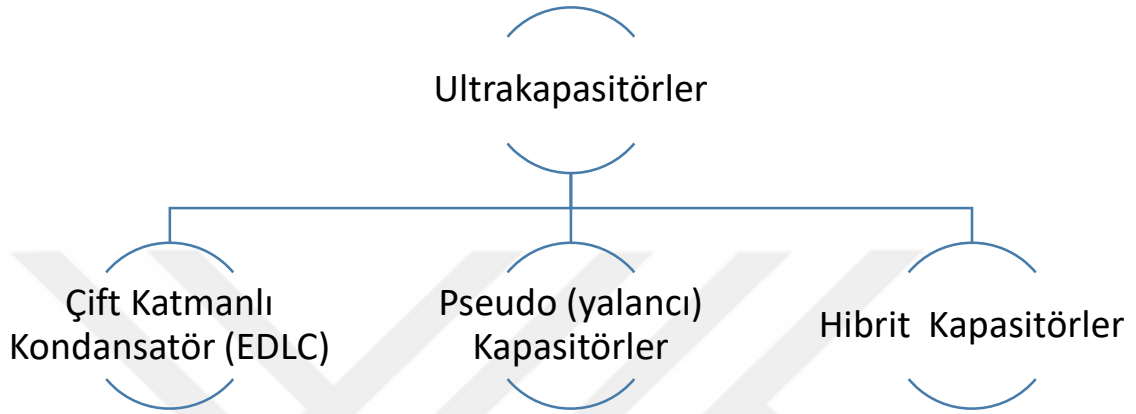 Ultrakapasitörler
Çift Katmanlı
Kondansatör (EDLC)
Pseudo (yalancı)
Kapasitörler
Hibrit Kapasitörler